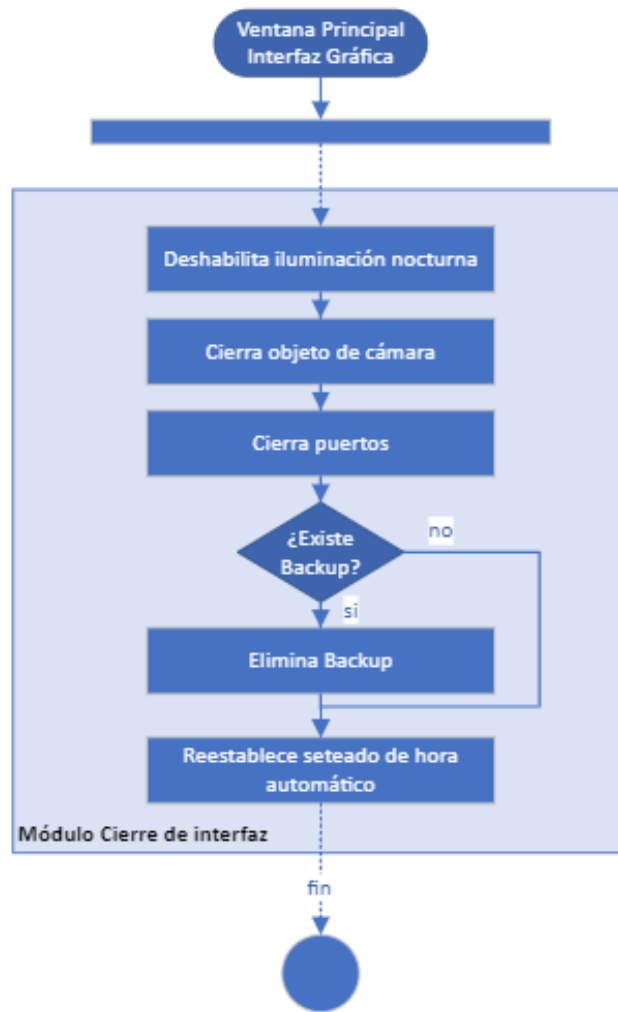 Ventana Principal
Interfaz Gráfica
Deshabilita iluminación nocturna
Cierra objeto de cámara
Cierra puertos
¿Existe
Backup?
no
si
Elimina Backup
Reestablece seteado de hora
automático
Módulo Cierre de interfaz
fin